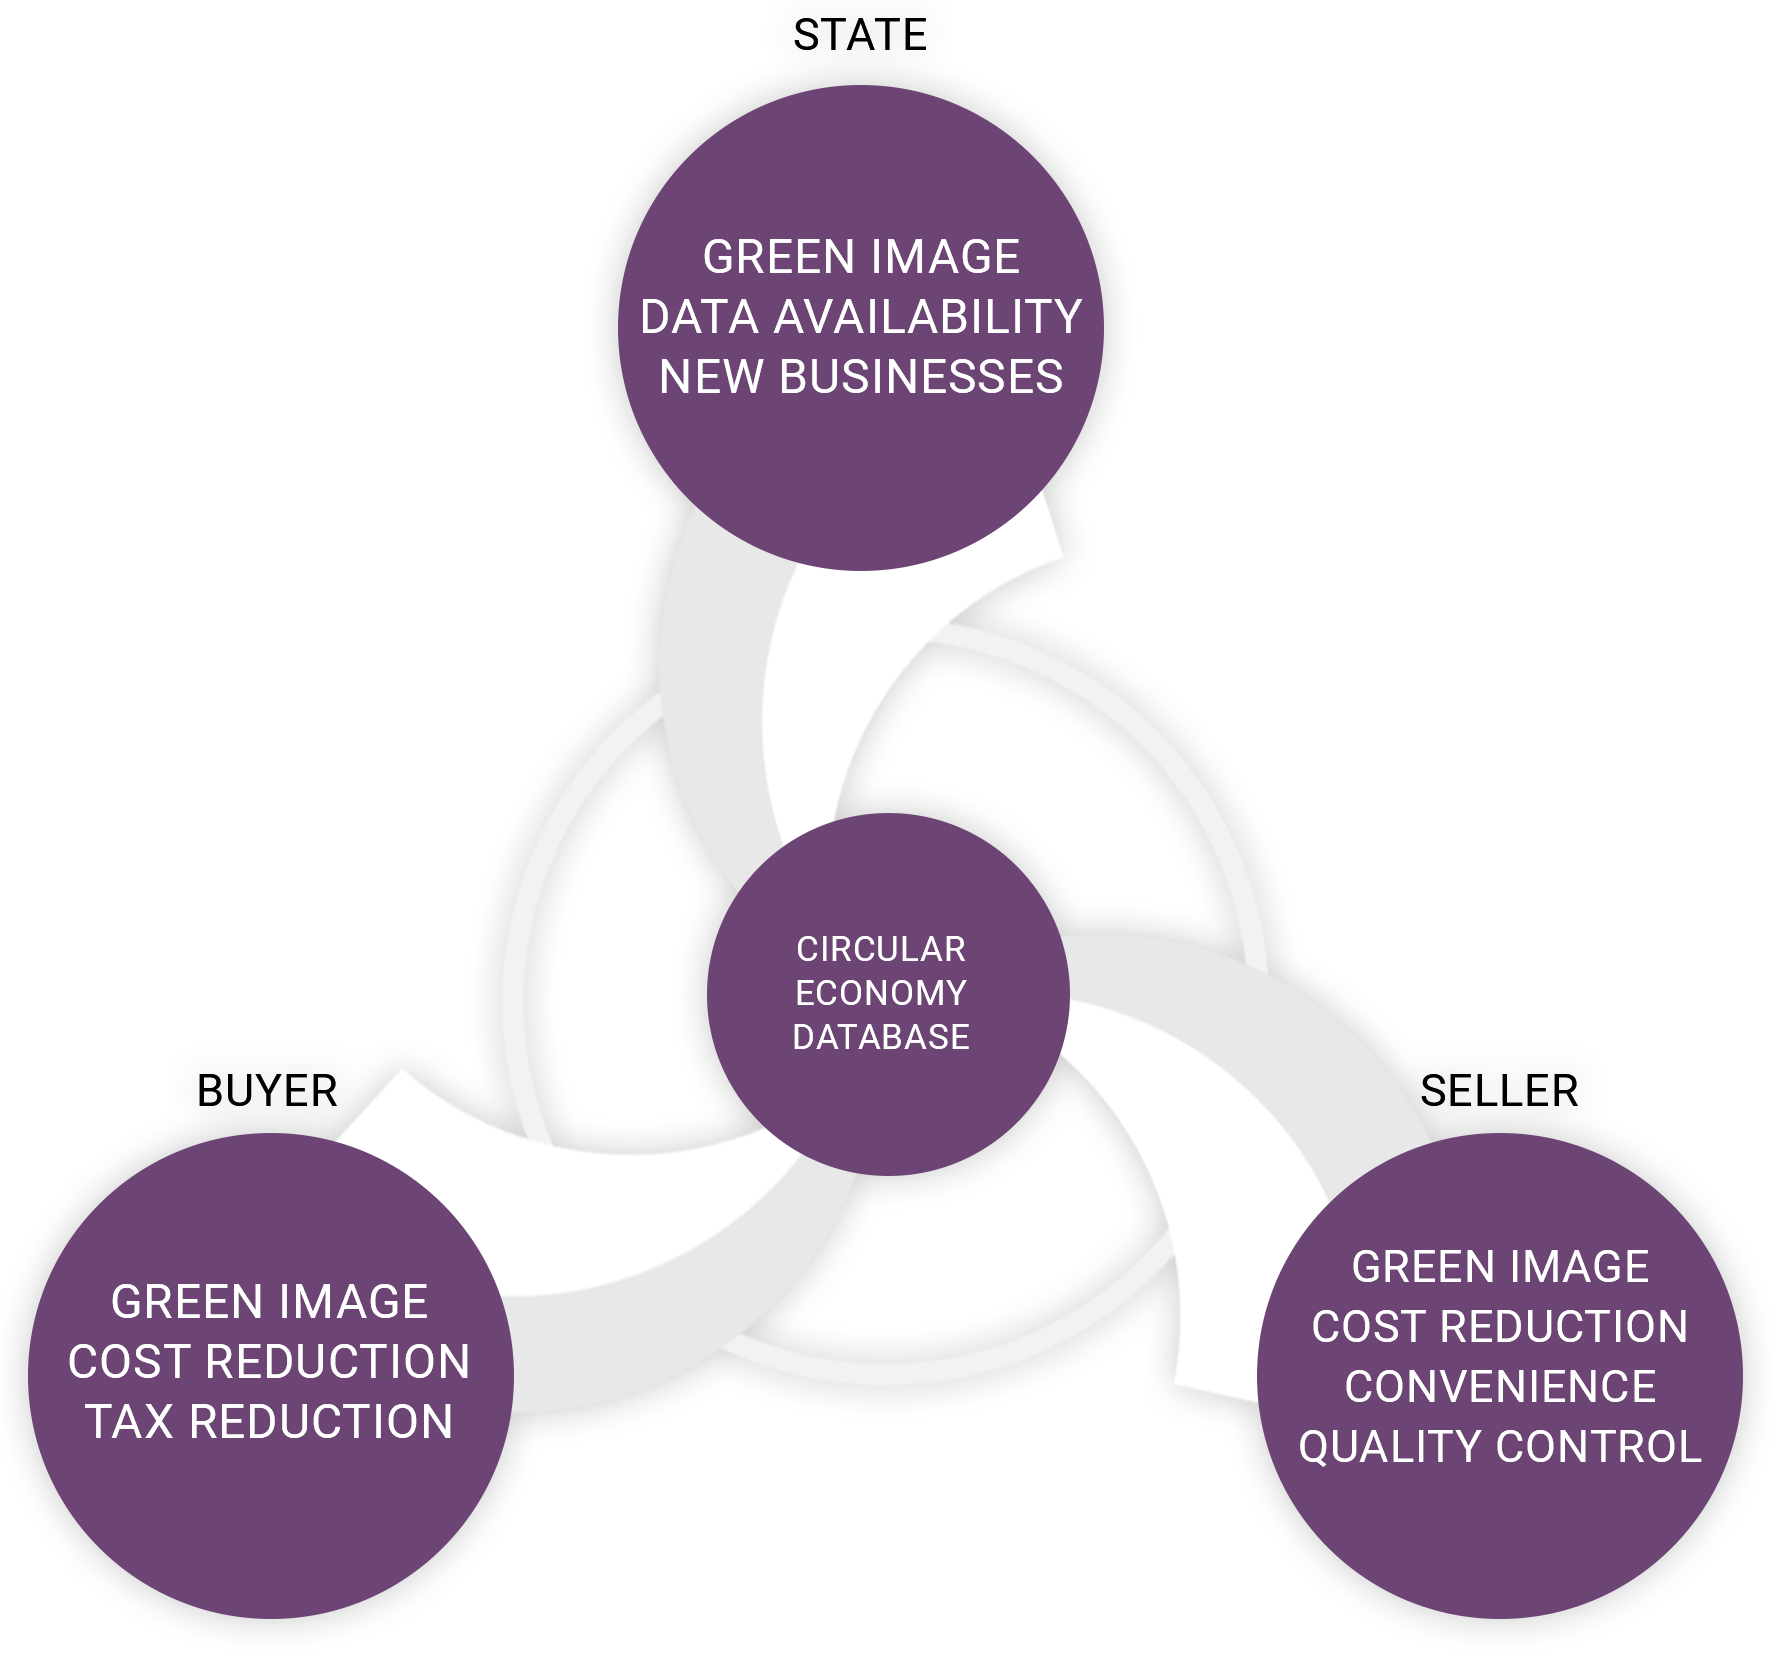 STATE
GREEN IMAGE
DATA AVAILABILITY
NEW BUSINESSES
CIRCULAR
ECONOMY
DATABASE
BUYER
GREEN IMAGE
COST REDUCTION
TAX REDUCTION
SELLER
GREEN IMAGE
COST REDUCTION
CONVENIENCE
QUALITY CONTROL